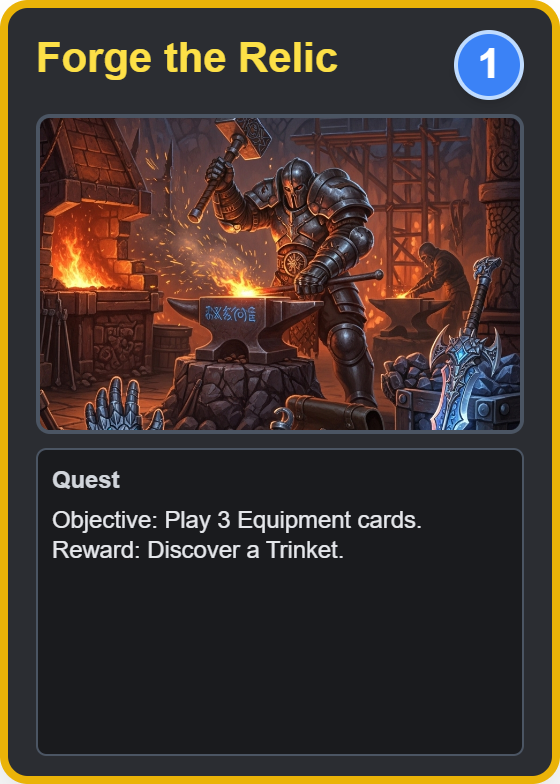 Forge the Relic
1
Quest
Objective: Play 3 Equipment cards.
Reward: Discover a Trinket.